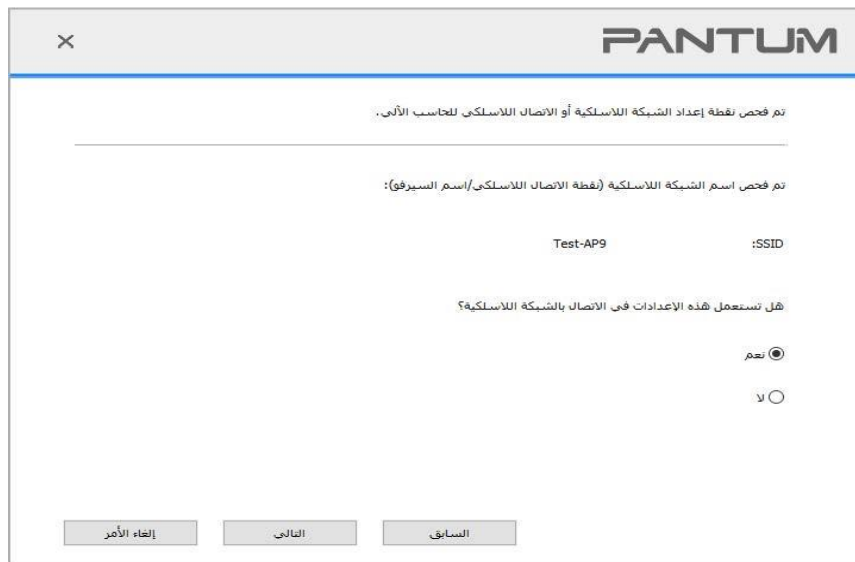 PANTUM
تم فحص نقطة إعداد الشبكة اللاسلكية أو الاتصال اللاسلكي للحاسب الآلي.
تم فحص اسم الشبكة اللاسلكية (نقطة الاتصال اللاسلكي/اسم السيرفو):
SSID: Test-AP9
هل تستعمل هذه الإعدادات في الاتصال بالشبكة اللاسلكية؟
نعم
لا
السابق التالي إلغاء الأمر